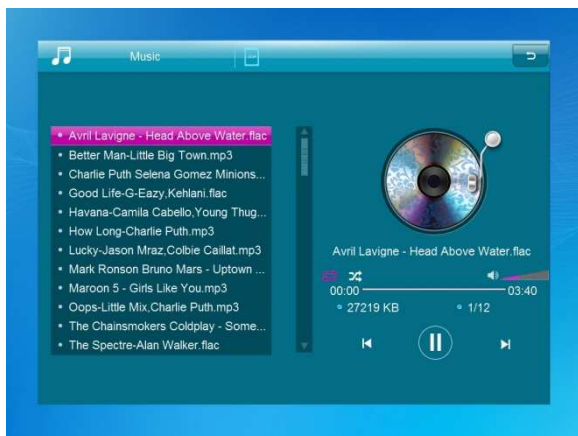 Music
Avril Lavigne - Head Above Water.flac
Better Man-Little Big Town.mp3
Charlie Puth Selena Gomez Minions...
Good Life-G-Eazy,Kehlani.flac
Havana-Camila Cabello,Young Thug...
How Long-Charlie Puth.mp3
Lucky-Jason Mraz,Colbie Caillat.mp3
Mark Ronson Bruno Mars - Uptown ...
Maroon 5 - Girls Like You.mp3
Oops-Little Mix,Charlie Puth.mp3
The Chainsmokers Coldplay - Some...
The Spectre-Alan Walker.flac
Avril Lavigne - Head Above Water.flac
00:00 03:40
27219 KB 1/12